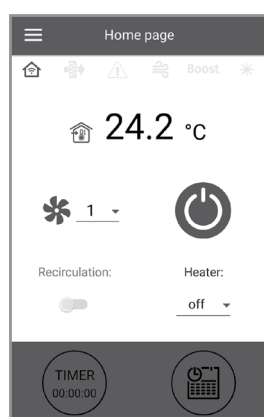 Home page
Boost
24.2 °C
1
Recirculation:
Heater:
off
TIMER
00:00:00